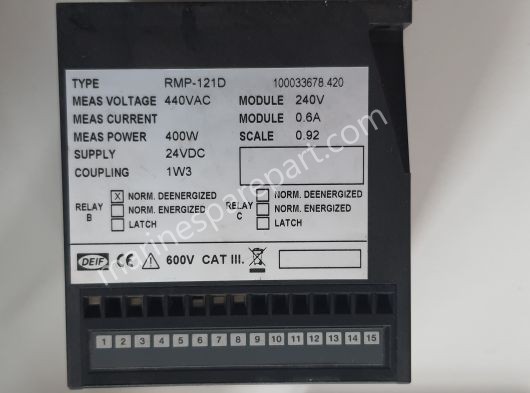 TYPE RMP-121D 100033678.420
MEAS VOLTAGE 440VAC MODULE 240V
MEAS CURRENT MODULE 0.6A
MEAS POWER 400W SCALE 0.92
SUPPLY 24VDC
COUPLING 1W3
RELAY B
X NORM. DEENERGIZED
NORM. ENERGIZED
LATCH
RELAY C
NORM. DEENERGIZED
NORM. ENERGIZED
LATCH
DEIF CE 600V CAT III.
1 2 3 4 5 6 7 8 9 10 11 12 13 14 15
marinesparepart.com